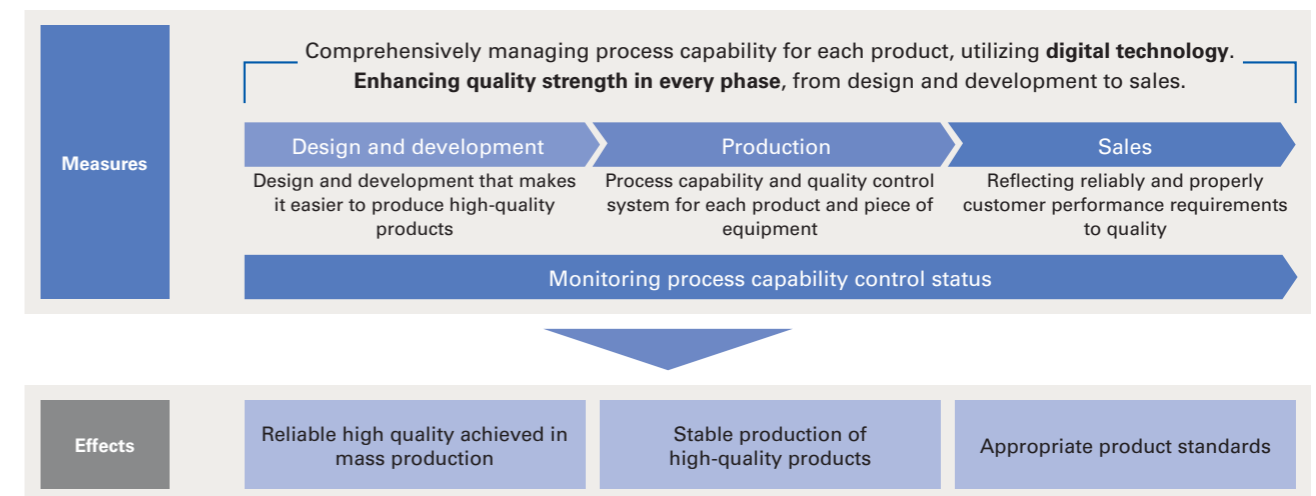 Measures
Comprehensively managing process capability for each product, utilizing digital technology.
Enhancing quality strength in every phase, from design and development to sales.
Design and development
Design and development that makes
it easier to produce high-quality
products
Production
Process capability and quality control
system for each product and piece of
equipment
Sales
Reflecting reliably and properly
customer performance requirements
to quality
Monitoring process capability control status
Effects
Reliable high quality achieved in
mass production
Stable production of
high-quality products
Appropriate product standards